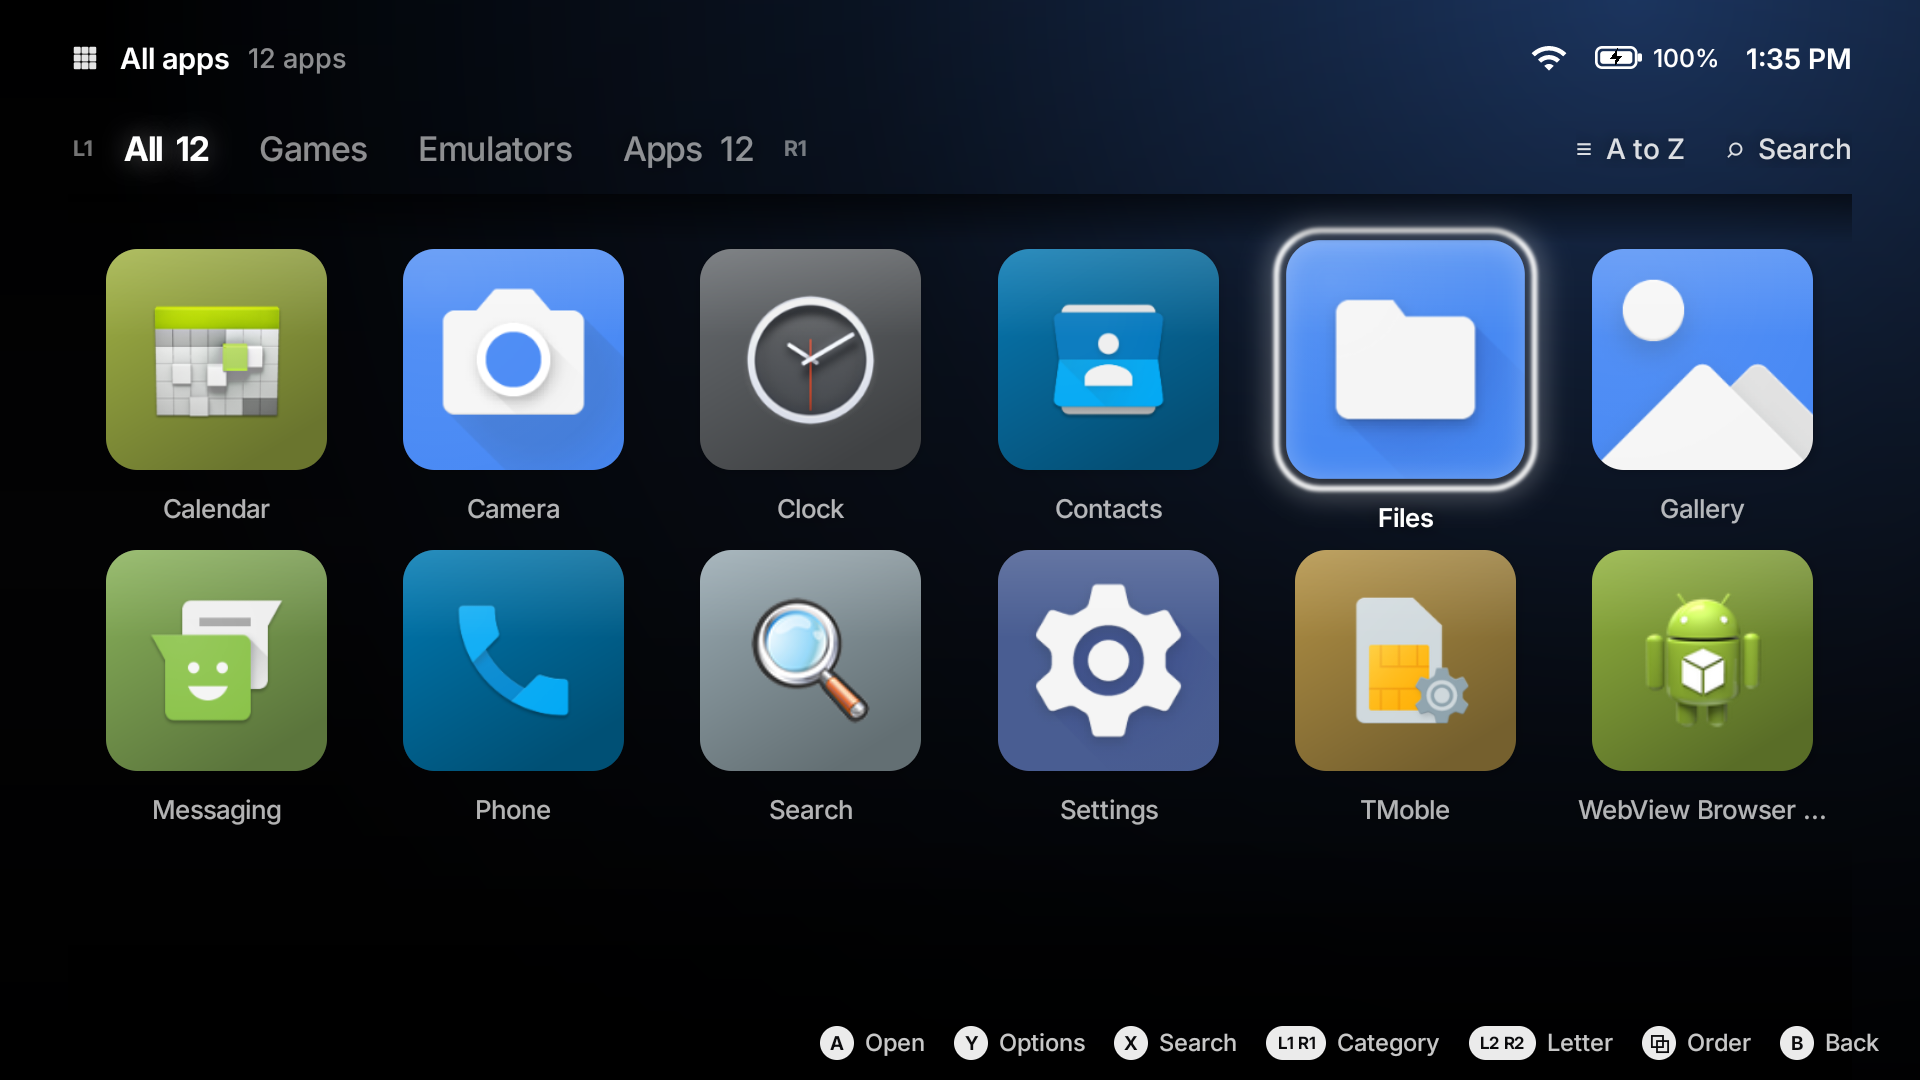 All apps 12 apps
100% 1:35 PM
L1 All 12 Games Emulators Apps 12 R1
A to Z Search
Calendar Camera Clock Contacts Files Gallery
Messaging Phone Search Settings TMoble WebView Browser ...
A Open Y Options X Search L1 R1 Category L2 R2 Letter Order B Back